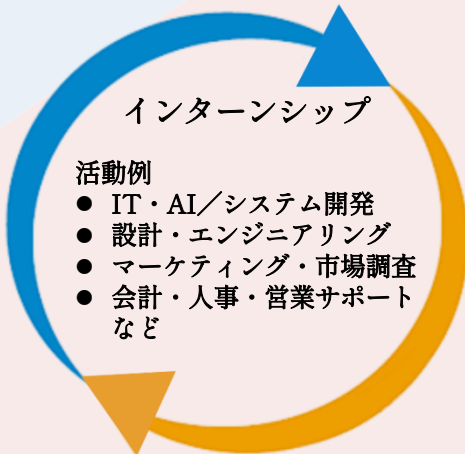 インターンシップ
活動例
● IT・AI／システム開発
● 設計・エンジニアリング
● マーケティング・市場調査
● 会計・人事・営業サポート
など